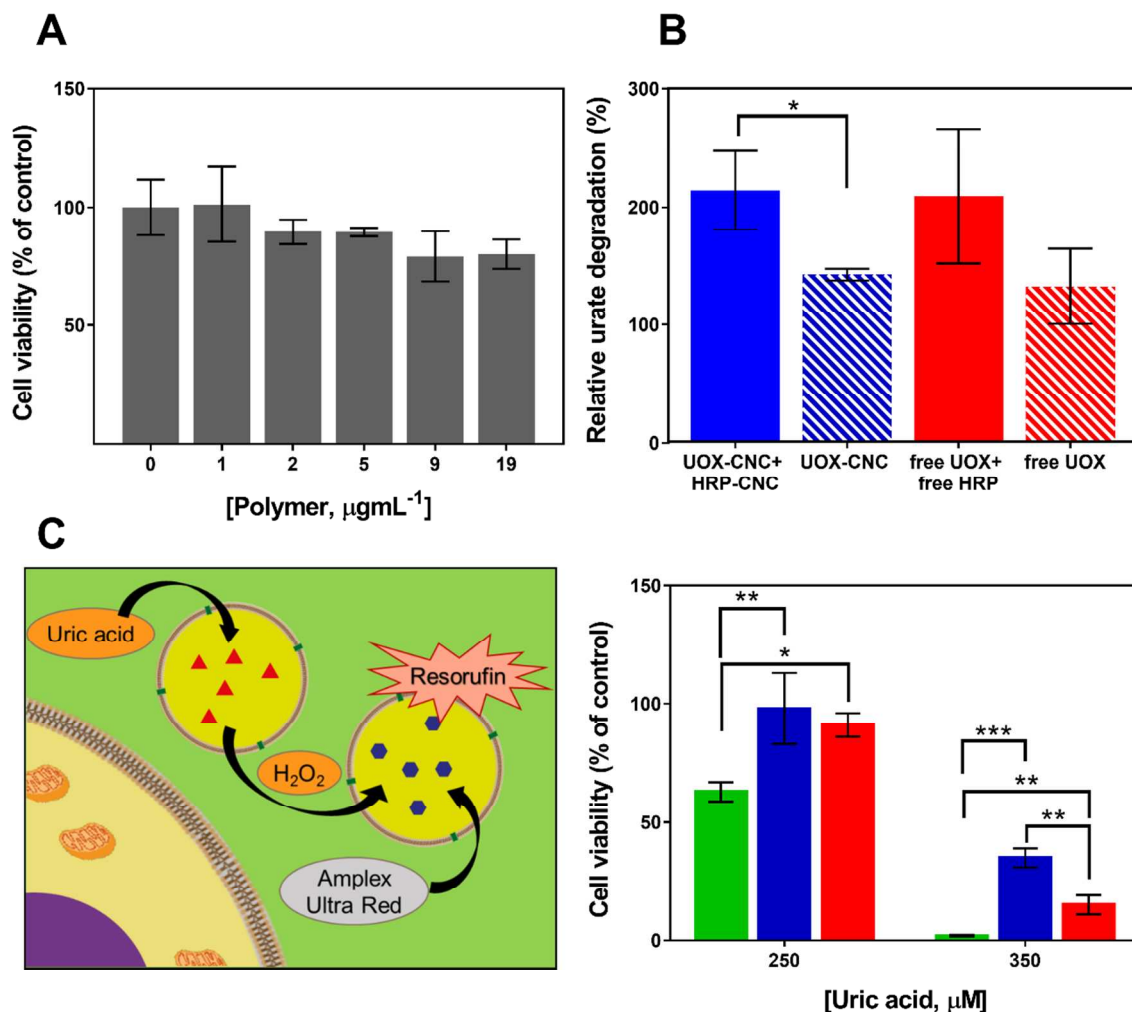 A
150
100
50
Cell viability (% of control)
0 1 2 5 9 19
[Polymer, µgmL⁻¹]
B
300
200
100
0
Relative urate degradation (%)
*
UOX-CNC+
HRP-CNC
UOX-CNC
free UOX+
free HRP
free UOX
C
Uric acid
Resorufin
H₂O₂
Amplex
Ultra Red
150
100
50
0
Cell viability (% of control)
**
*
***
**
**
250 350
[Uric acid, µM]